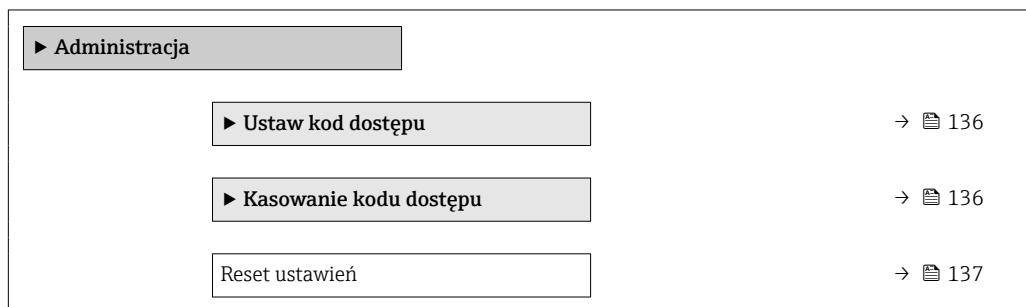 ▶ Administracja
▶ Ustaw kod dostępu → 136
▶ Kasowanie kodu dostępu → 136
Reset ustawień → 137